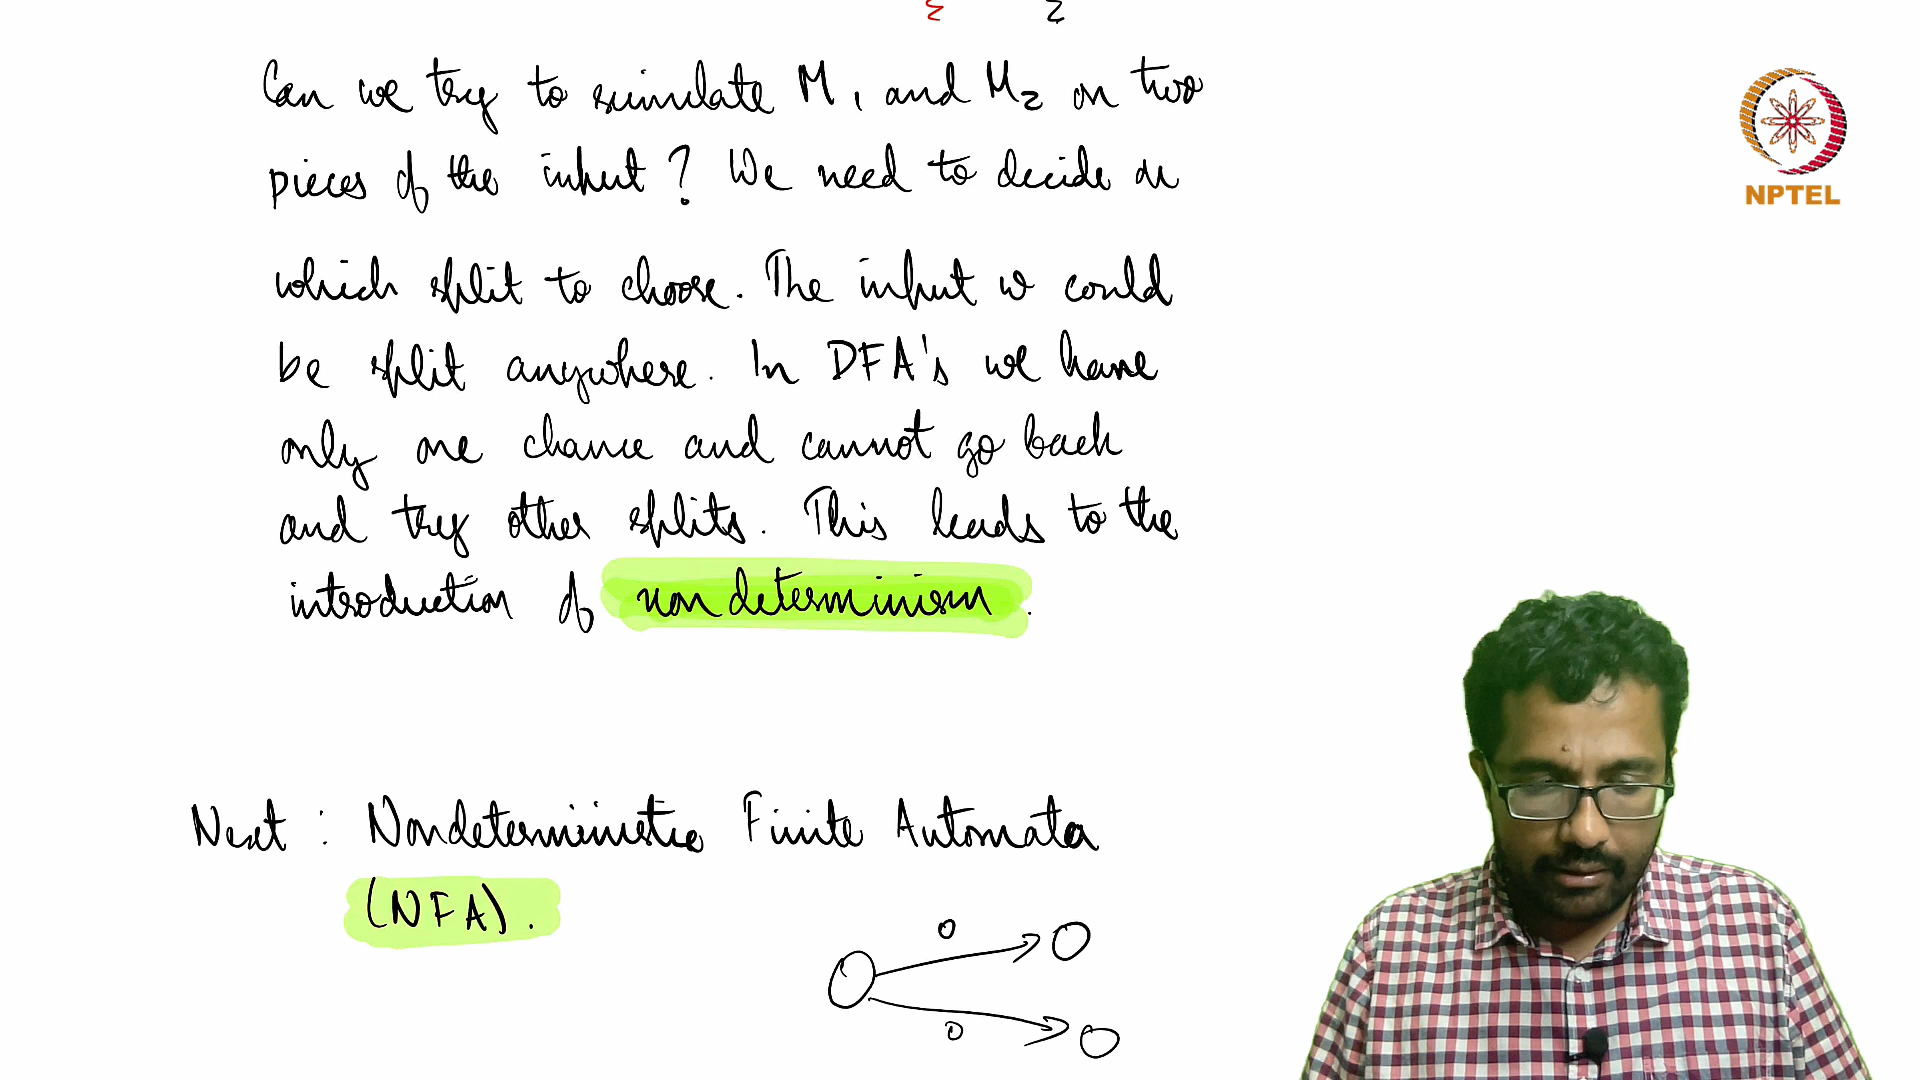 Can we try to simulate M1 and M2 on two
pieces of the input? We need to decide on
which split to choose. The input w could
be split anywhere. In DFA's we have
only one chance and cannot go back
and try other splits. This leads to the
introduction of nondeterminism.
Next: Nondeterministic Finite Automata
(NFA).
0
0
NPTEL